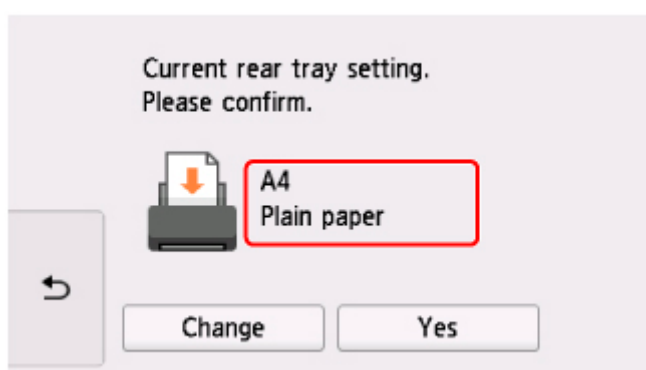 Current rear tray setting.
Please confirm.
A4
Plain paper
Change
Yes